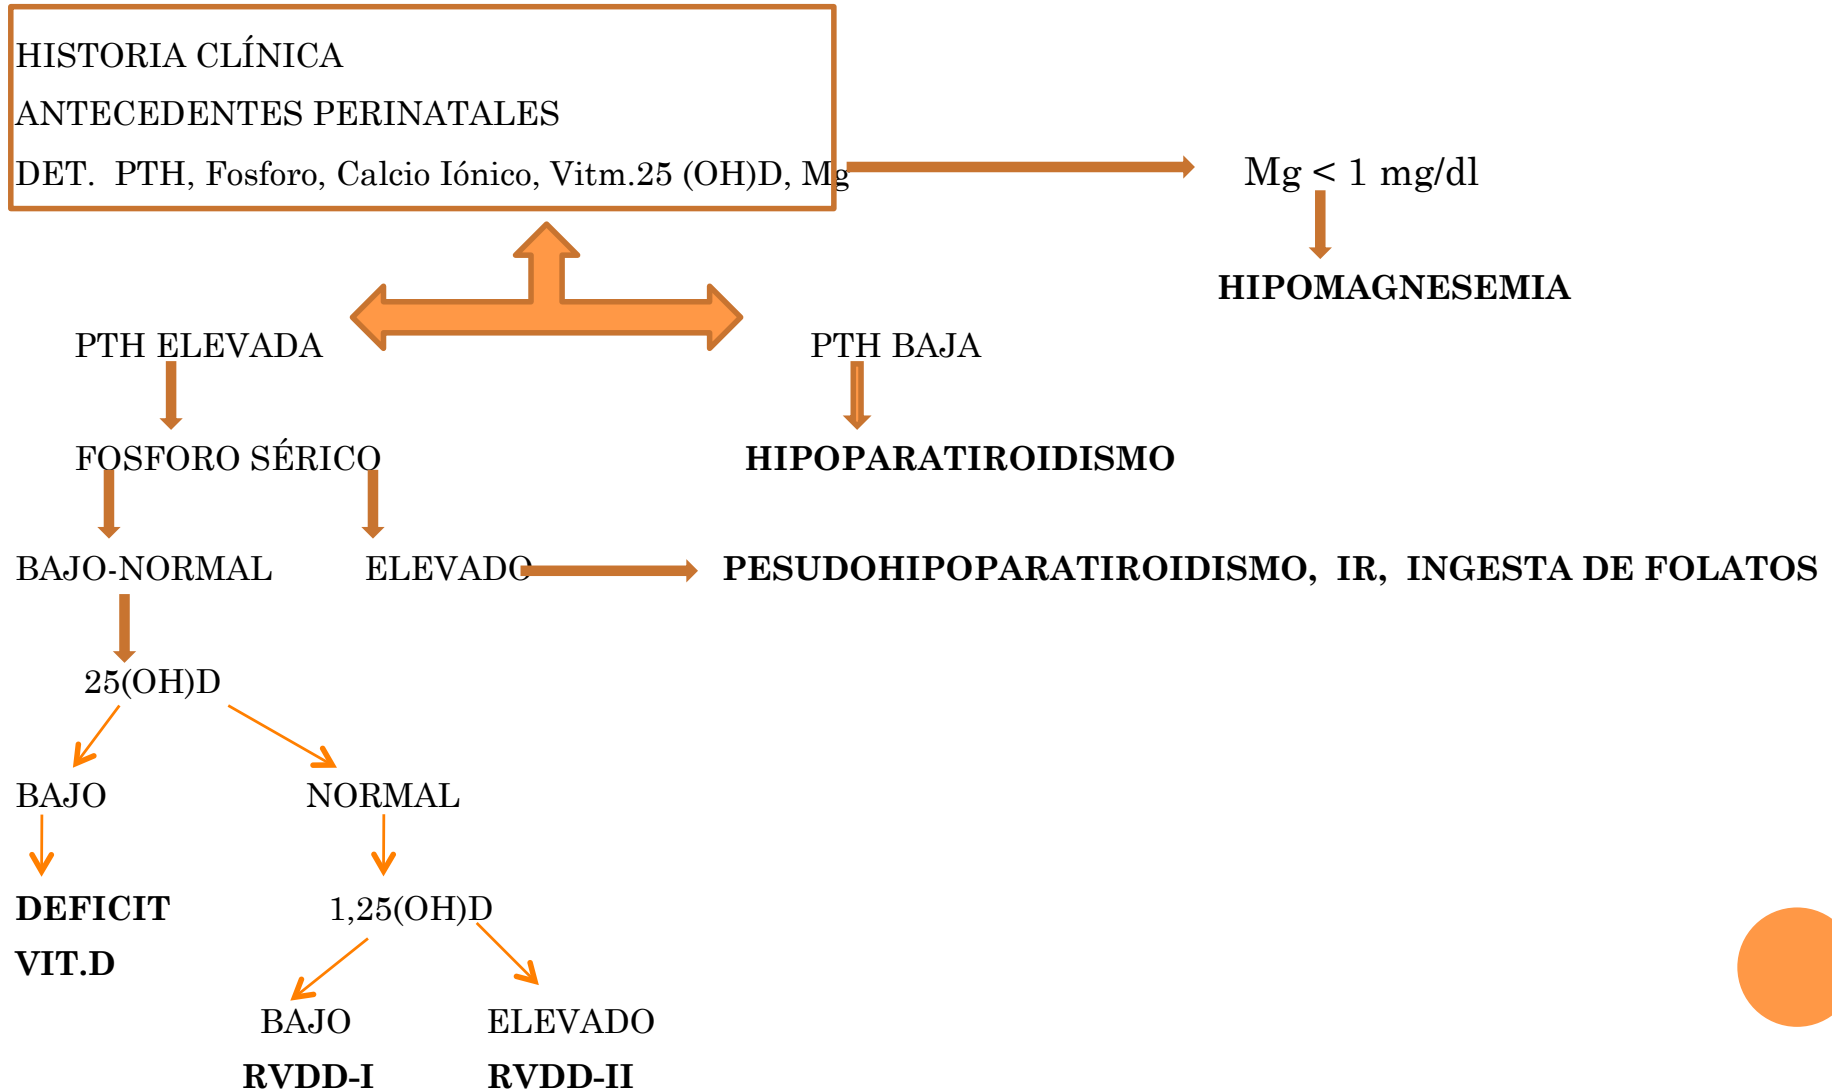 HISTORIA CLÍNICA
ANTECEDENTES PERINATALES
DET. PTH, Fosforo, Calcio Iónico, Vitm.25 (OH)D, Mg
Mg < 1 mg/dl
HIPOMAGNESEMIA
PTH ELEVADA
PTH BAJA
FOSFORO SÉRICO
HIPOPARATIROIDISMO
BAJO-NORMAL
ELEVADO
PESUDOHIPOPARATIROIDISMO, IR, INGESTA DE FOLATOS
25(OH)D
BAJO
NORMAL
DEFICIT
VIT.D
1,25(OH)D
BAJO
ELEVADO
RVDD-I
RVDD-II